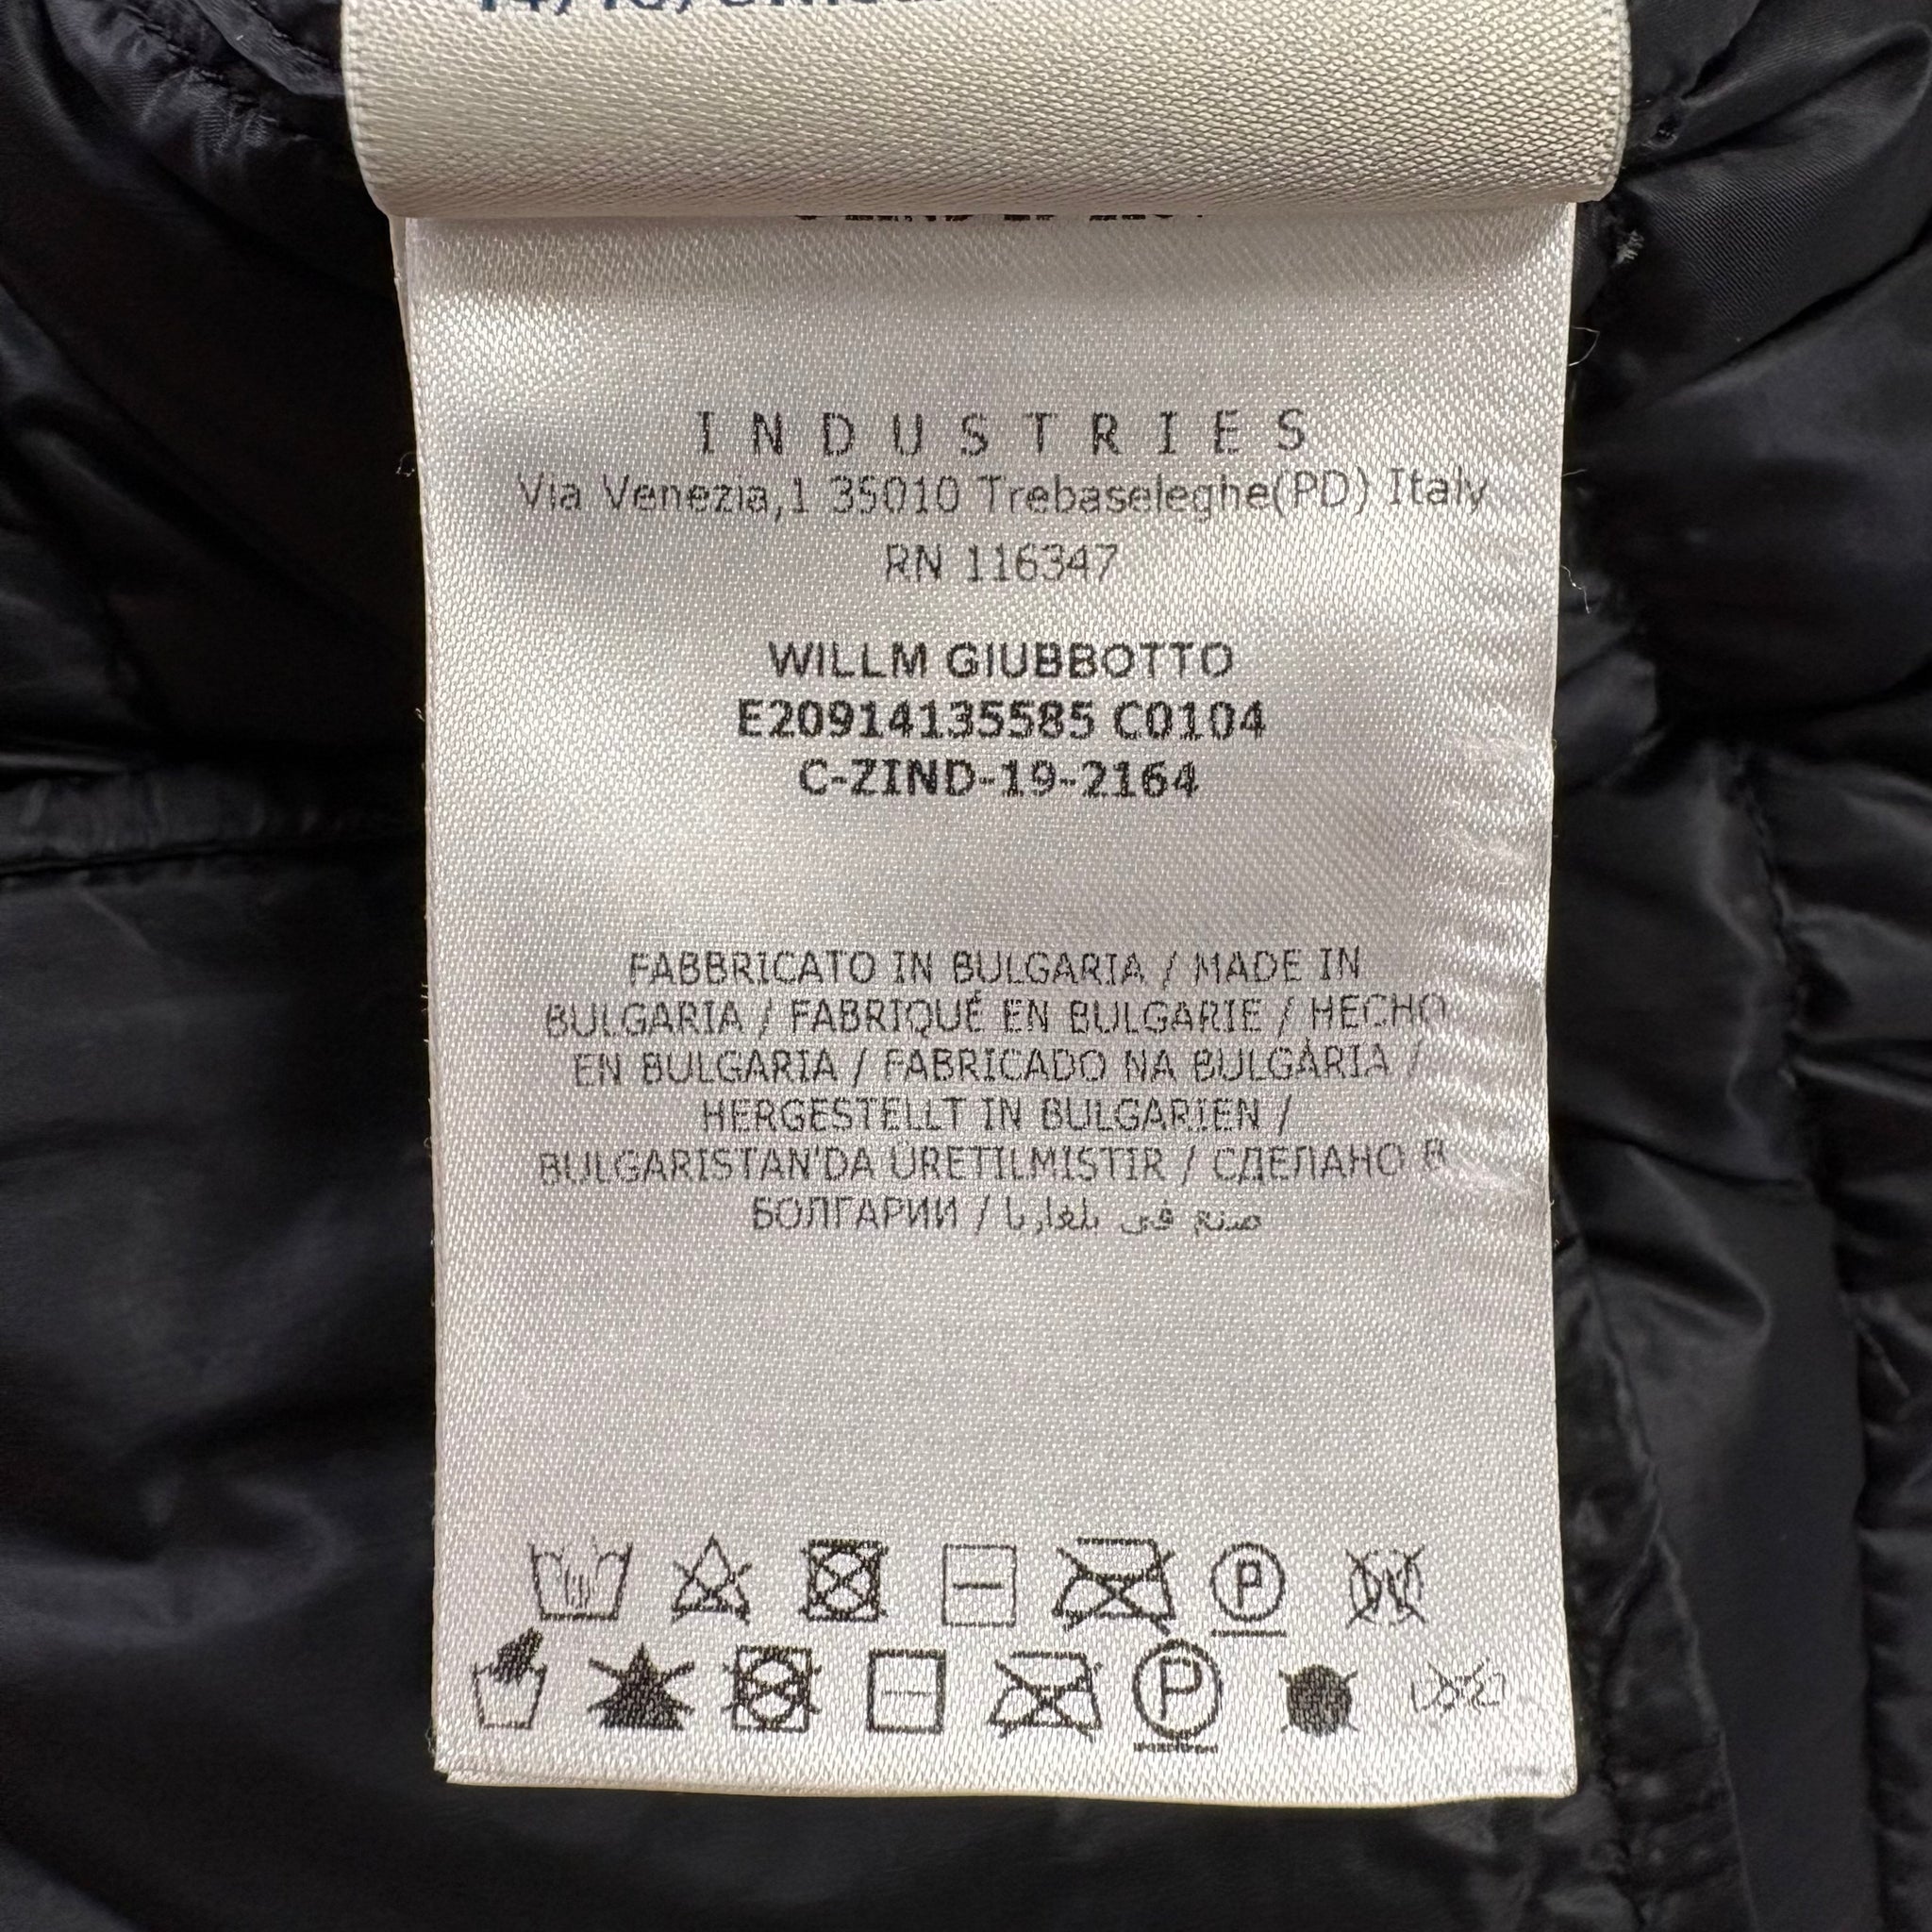 INDUSTRIES
Via Venezia,1 35010 Trebaseleghe(PD) Italy
RN 116347
WILLM GIUBBOTTO
E20914135585 C0104
C-ZIND-19-2164
FABBRICATO IN BULGARIA / MADE IN
BULGARIA / FABRIQUÉ EN BULGARIE / HECHO
EN BULGARIA / FABRICADO NA BULGÁRIA /
HERGESTELLT IN BULGARIEN /
BULGARISTAN'DA ÜRETILMISTIR / СДЕЛАНО В
БОЛГАРИИ / صنع في بلغاريا
P
P